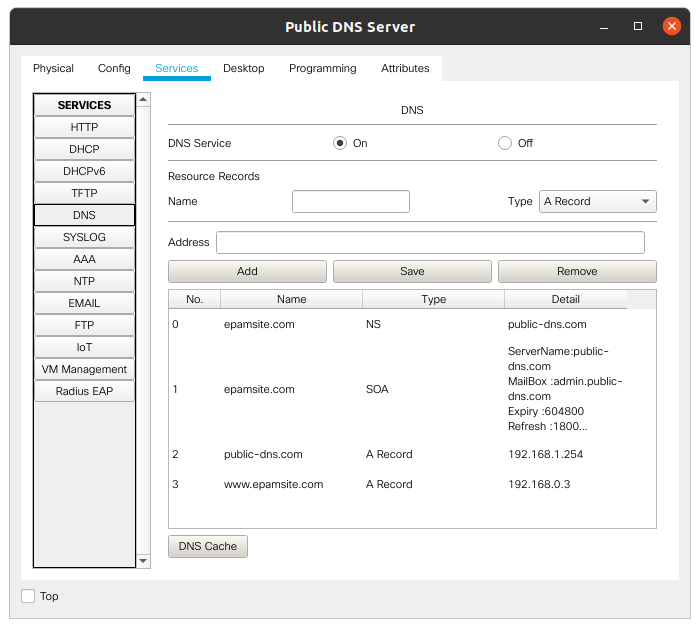 Public DNS Server
Physical Config Services Desktop Programming Attributes
SERVICES
HTTP
DHCP
DHCPv6
TFTP
DNS
SYSLOG
AAA
NTP
EMAIL
FTP
IoT
VM Management
Radius EAP
DNS
DNS Service On Off
Resource Records
Name Type A Record
Address
Add Save Remove
No. Name Type Detail
0 epamsite.com NS public-dns.com
1 epamsite.com SOA ServerName:public-
dns.com
MailBox :admin.public-
dns.com
Expiry :604800
Refresh :1800...
2 public-dns.com A Record 192.168.1.254
3 www.epamsite.com A Record 192.168.0.3
DNS Cache
Top